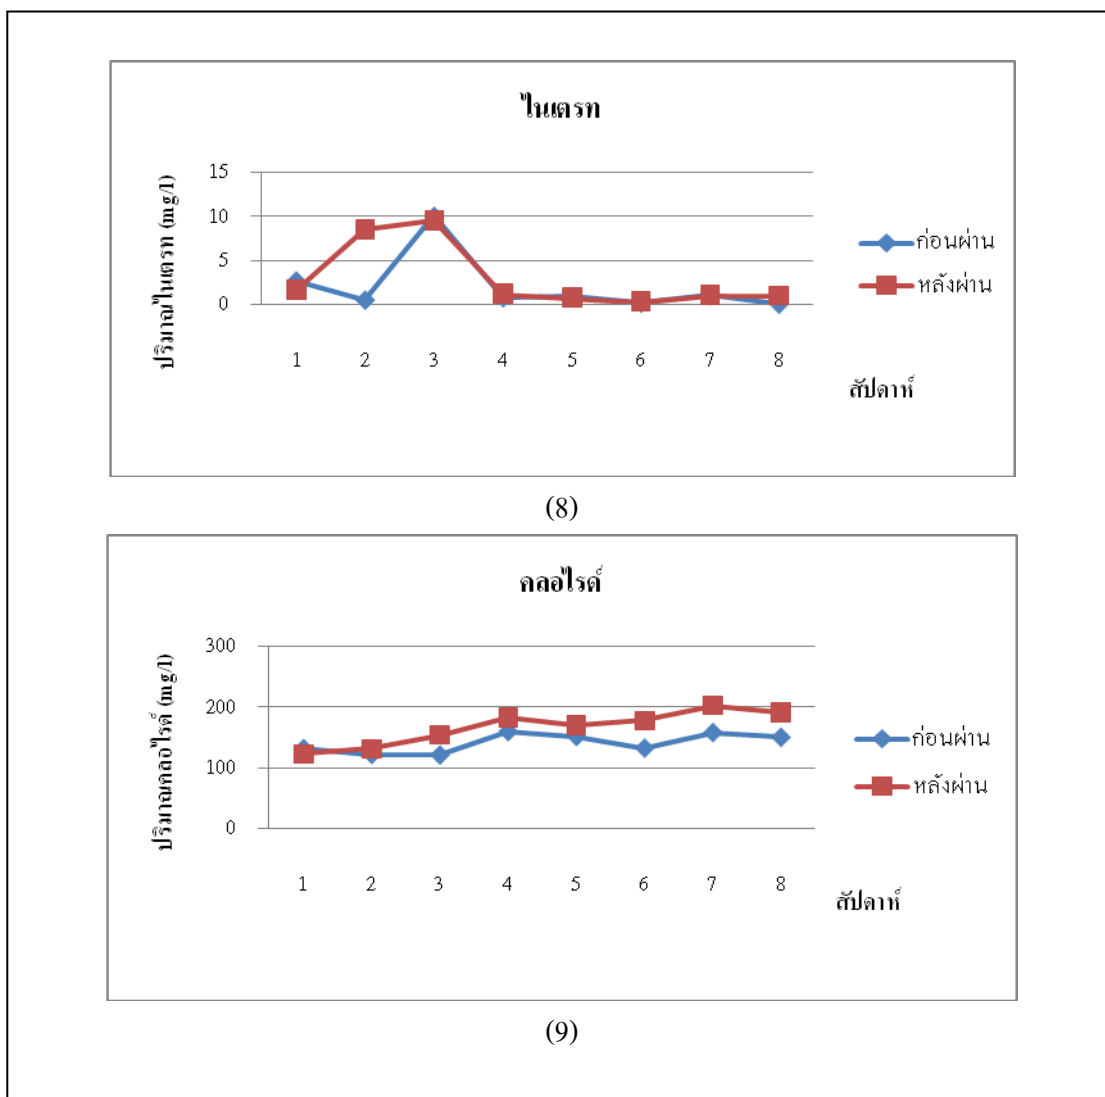 ไนเตรท
ปริมาณไนเตรท (mg/l)
15
10
5
0
1 2 3 4 5 6 7 8
สัปดาห์
ก่อนผ่าน
หลังผ่าน
(8)
คลอไรด์
ปริมาณคลอไรด์ (mg/l)
300
200
100
0
1 2 3 4 5 6 7 8
สัปดาห์
ก่อนผ่าน
หลังผ่าน
(9)